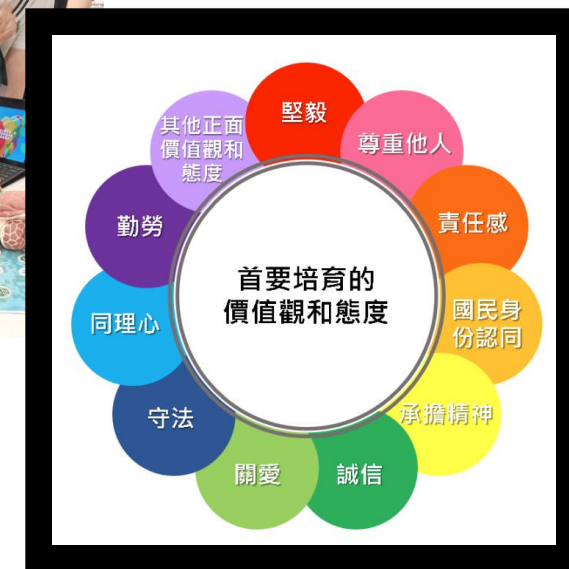 首要培育的
價值觀和態度
堅毅
尊重他人
責任感
國民身
份認同
承擔精神
誠信
關愛
守法
同理心
勤勞
其他正面
價值觀和
態度